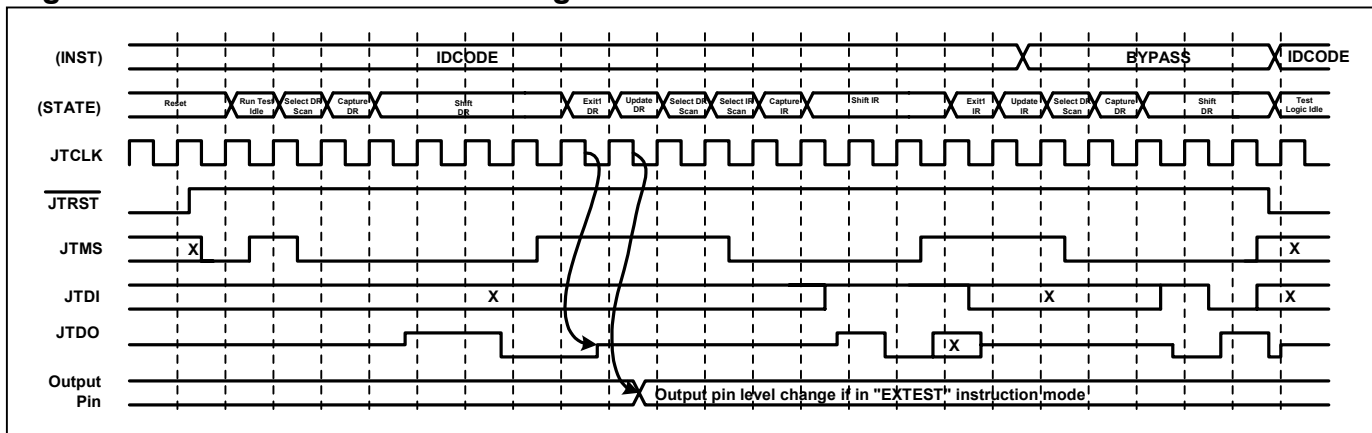 (INST)
IDCODE
BYPASS
IDCODE
(STATE)
Reset
Run Test
Idle
Select DR
Scan
Capture
DR
Shift
DR
Exit1
DR
Update
DR
Select DR
Scan
Select IR
Scan
Capture
IR
Shift IR
Exit1
IR
Update
IR
Select DR
Scan
Capture
DR
Shift
DR
Test
Logic Idle
JTCLK
JTRST
JTMS
X
X
JTDI
X
X
X
JTDO
X
Output
Pin
Output pin level change if in "EXTEST" instruction mode